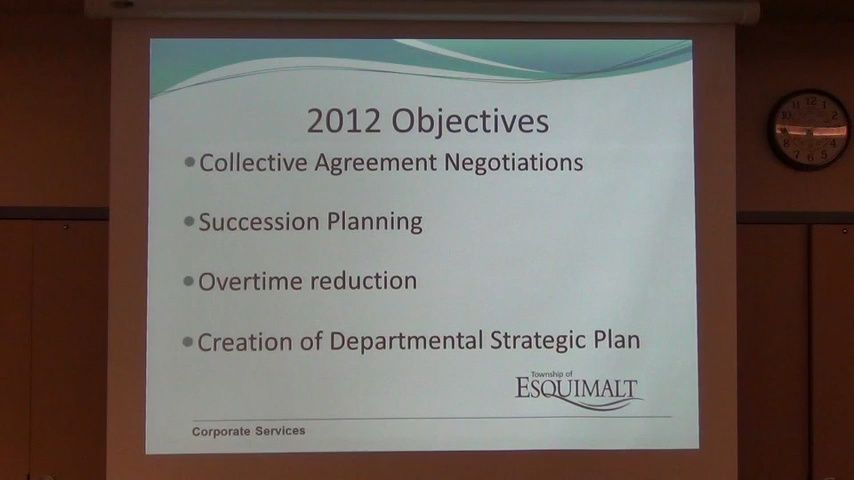 2012 Objectives
Collective Agreement Negotiations
Succession Planning
Overtime reduction
Creation of Departmental Strategic Plan
Township of
ESQUIMALT
Corporate Services